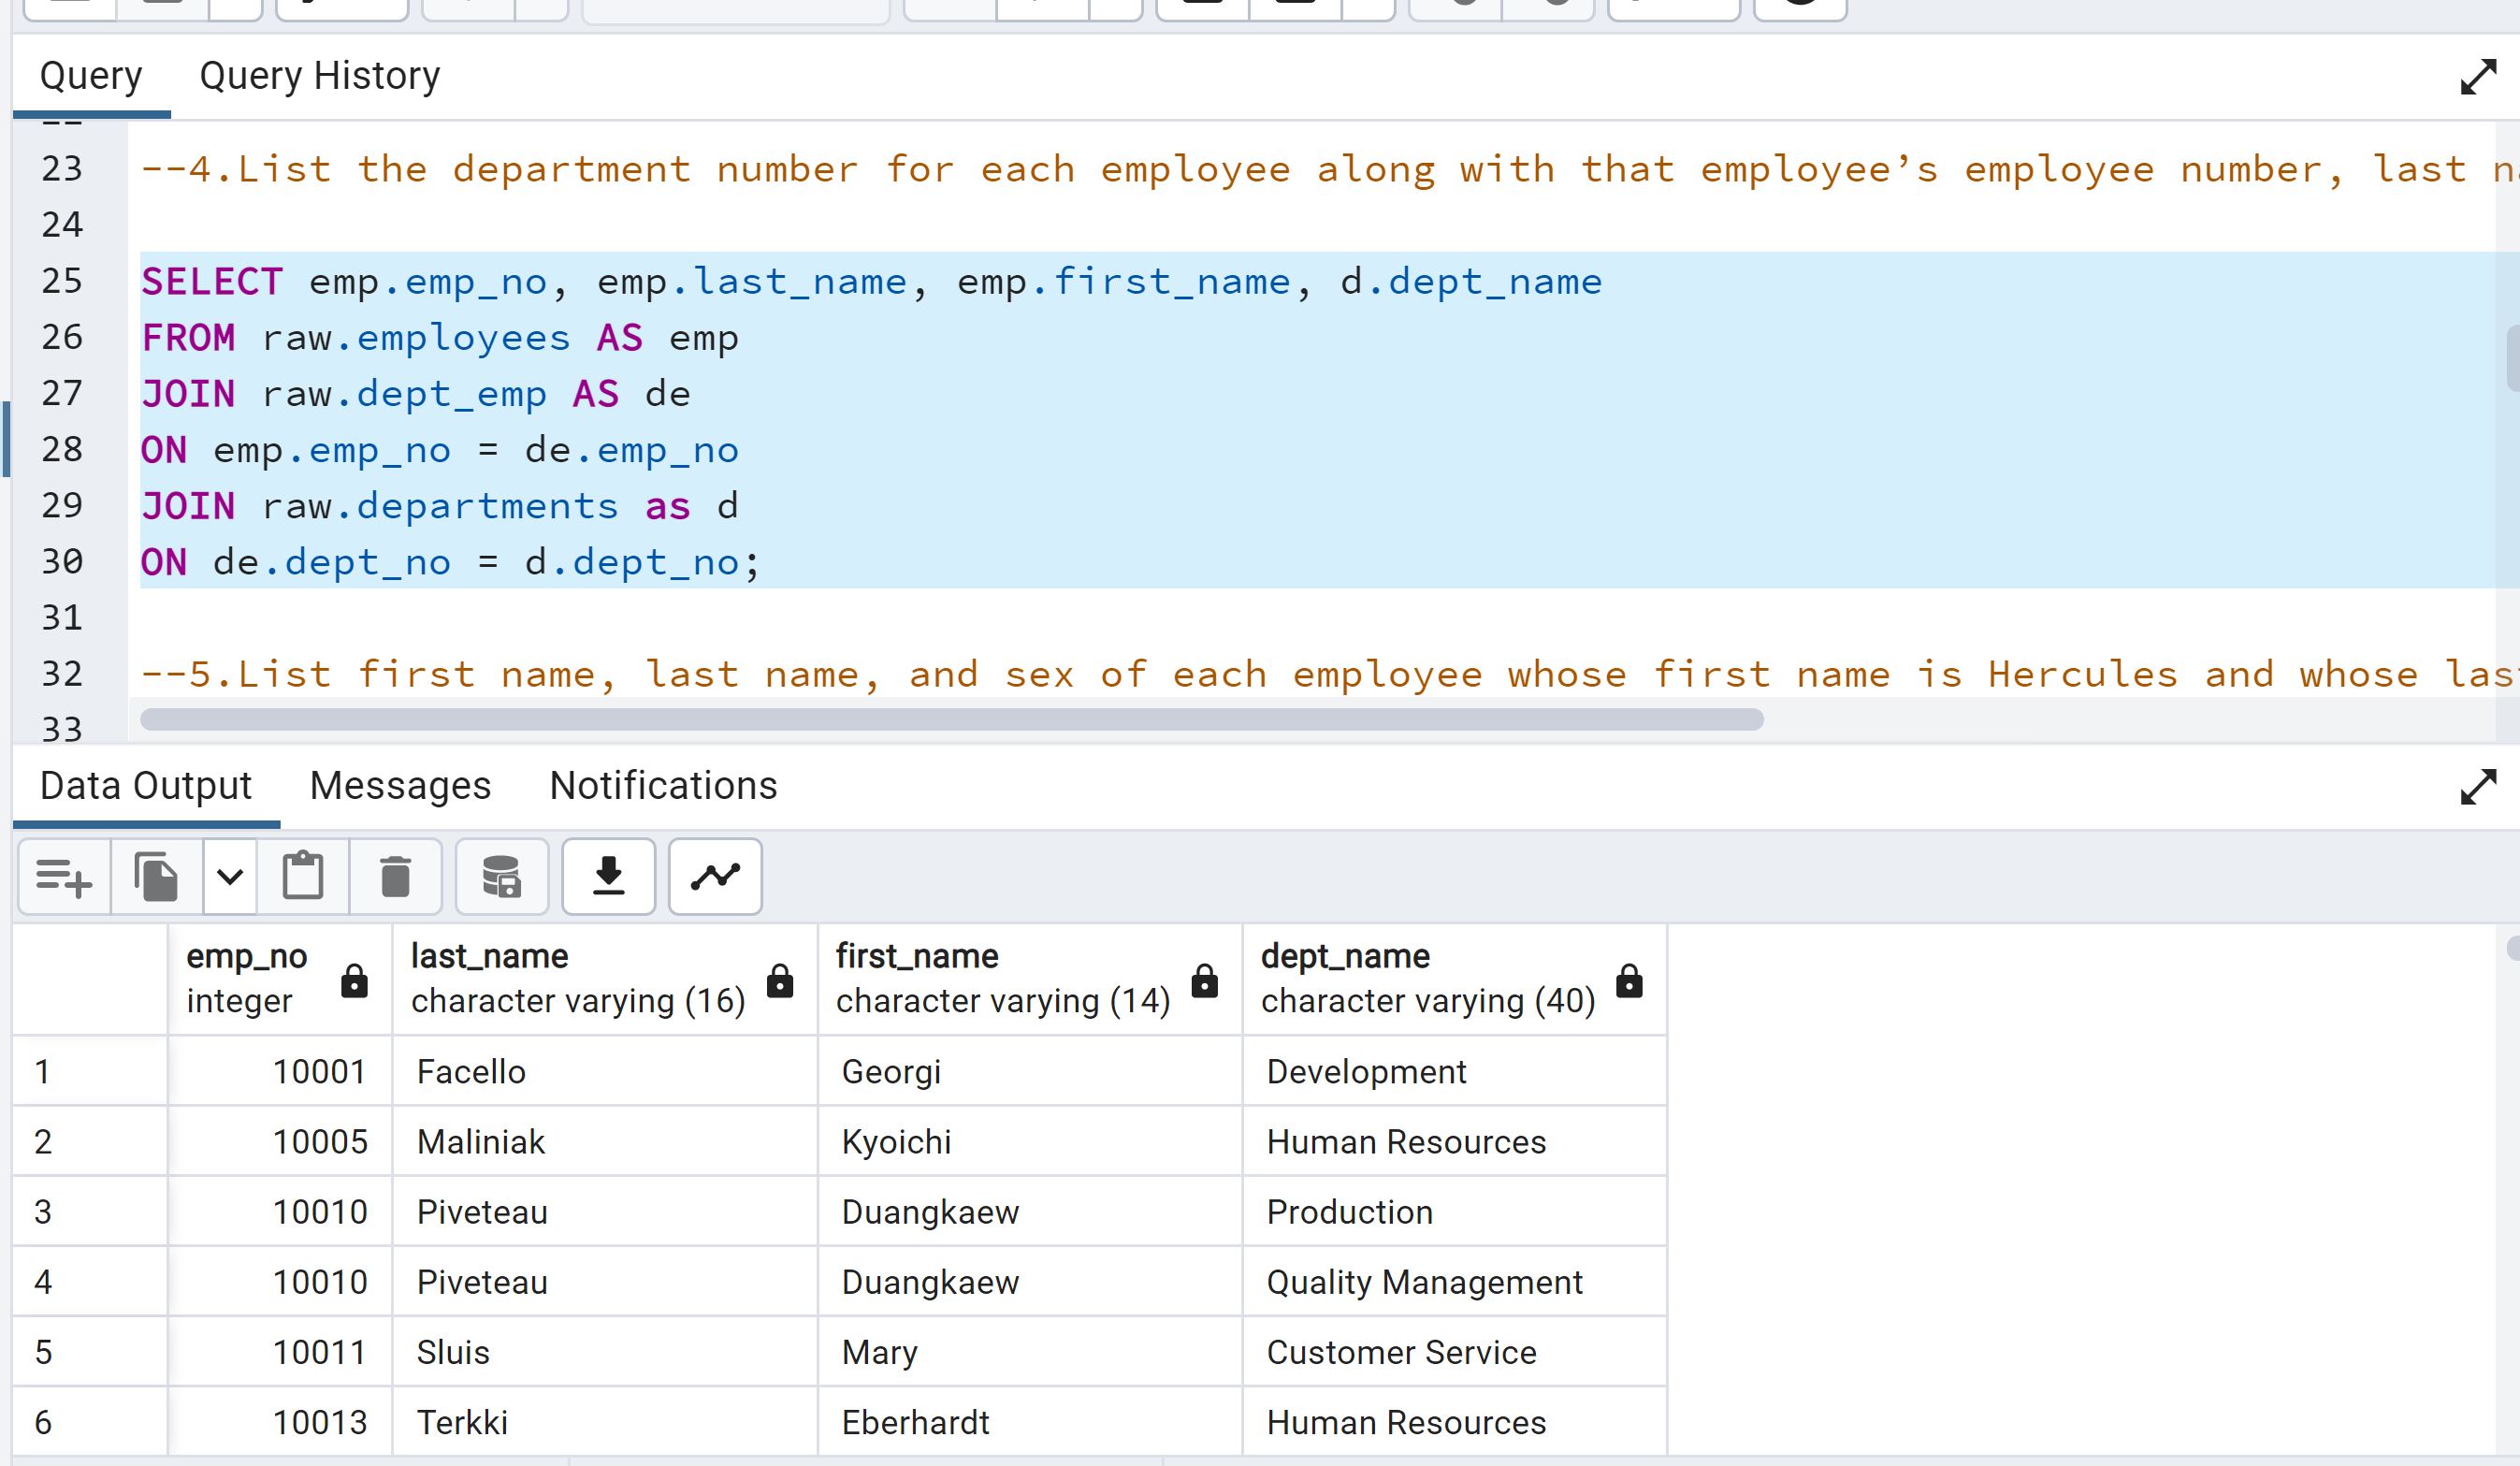 Query Query History
23 --4.List the department number for each employee along with that employee’s employee number, last
24
25 SELECT emp.emp_no, emp.last_name, emp.first_name, d.dept_name
26 FROM raw.employees AS emp
27 JOIN raw.dept_emp AS de
28 ON emp.emp_no = de.emp_no
29 JOIN raw.departments as d
30 ON de.dept_no = d.dept_no;
31
32 --5.List first name, last name, and sex of each employee whose first name is Hercules and whose las
33
Data Output Messages Notifications
emp_no last_name first_name dept_name
integer character varying (16) character varying (14) character varying (40)
1 10001 Facello Georgi Development
2 10005 Maliniak Kyoichi Human Resources
3 10010 Piveteau Duangkaew Production
4 10010 Piveteau Duangkaew Quality Management
5 10011 Sluis Mary Customer Service
6 10013 Terkki Eberhardt Human Resources